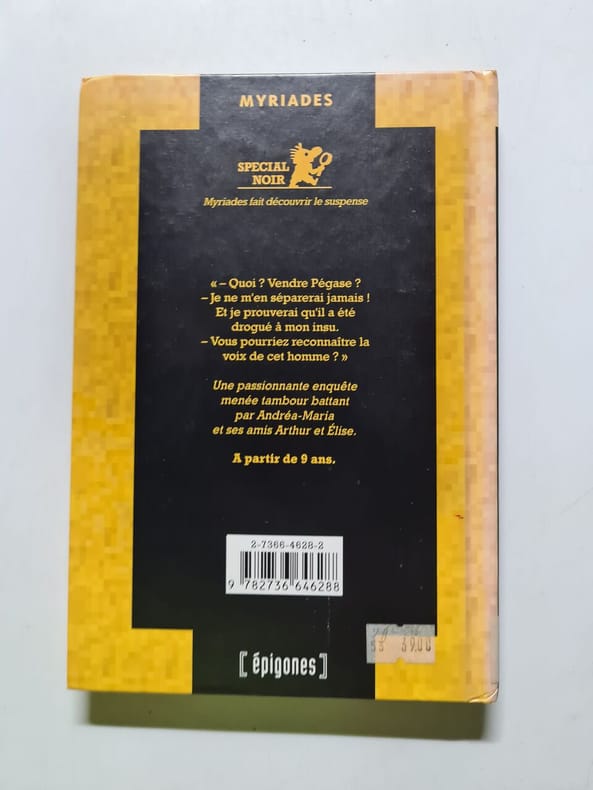 MYRIADES
SPECIAL
NOIR
Myriades fait découvrir le suspense
« – Quoi ? Vendre Pégase ?
– Je ne m'en séparerai jamais !
Et je prouverai qu'il a été
drogué à mon insu.
– Vous pourriez reconnaître la
voix de cet homme ? »
Une passionnante enquête
menée tambour battant
par Andréa-Maria
et ses amis Arthur et Élise.
A partir de 9 ans.
2-7366-4628-2
9 782736 646288
[épigones]